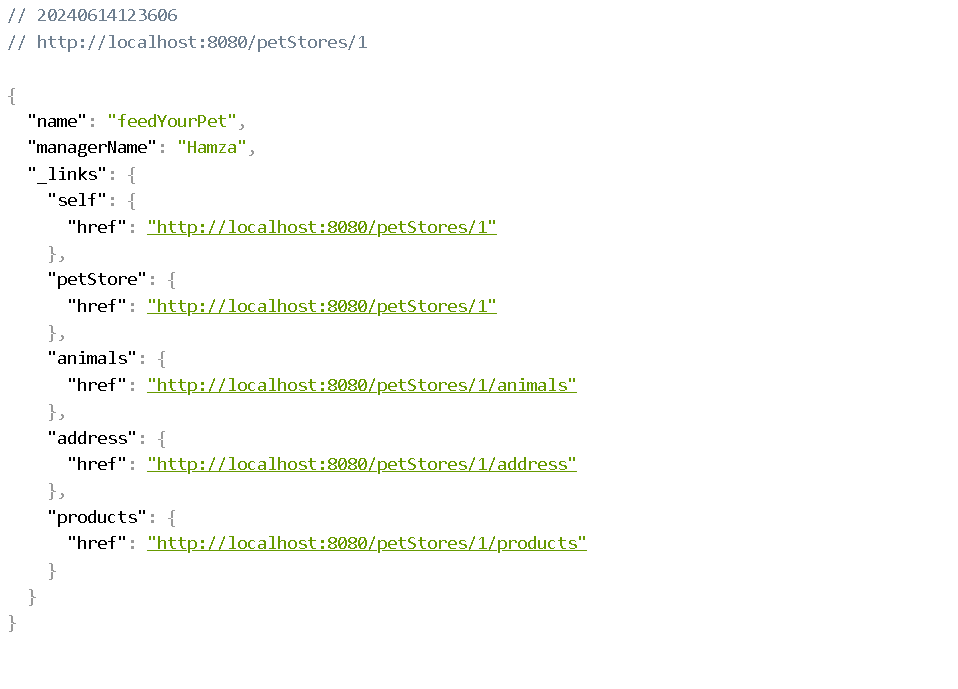 // 20240614123606
// http://localhost:8080/petStores/1

{
  "name": "feedYourPet",
  "managerName": "Hamza",
  "_links": {
    "self": {
      "href": "http://localhost:8080/petStores/1"
    },
    "petStore": {
      "href": "http://localhost:8080/petStores/1"
    },
    "animals": {
      "href": "http://localhost:8080/petStores/1/animals"
    },
    "address": {
      "href": "http://localhost:8080/petStores/1/address"
    },
    "products": {
      "href": "http://localhost:8080/petStores/1/products"
    }
  }
}